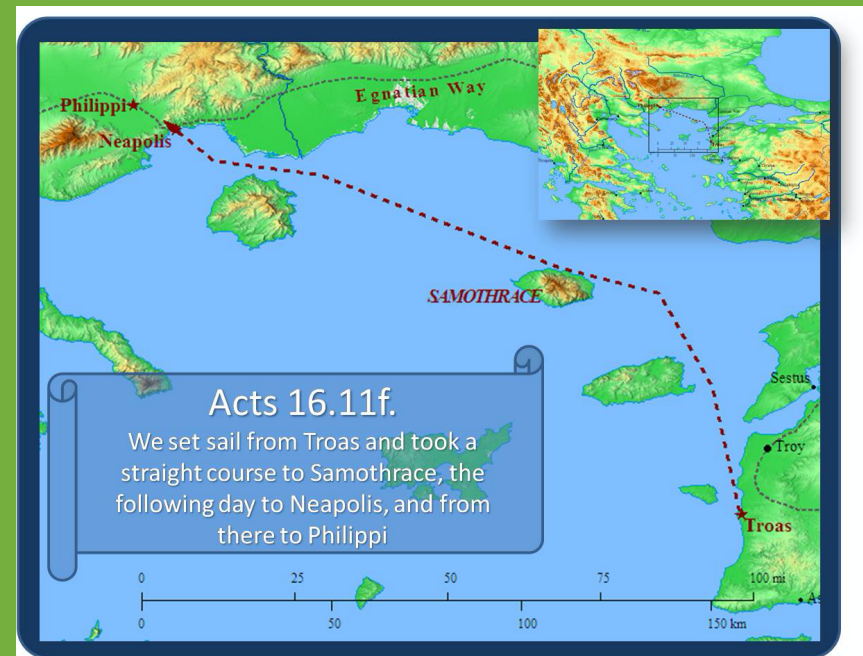 Egnatian Way
Philippi
Neapolis
SAMOTHRACE
Sestus
Troy
Troas
Acts 16.11f.
We set sail from Troas and took a
straight course to Samothrace, the
following day to Neapolis, and from
there to Philippi
0 25 50 75 100 mi
As
0 50 100 150 km